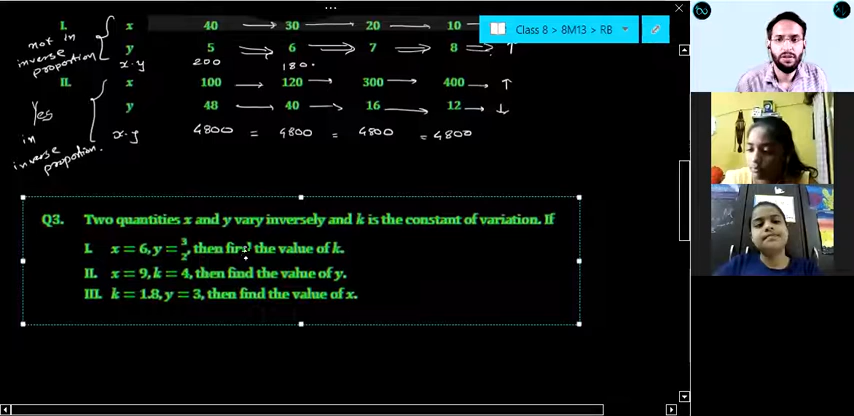 Class 8 > 8M13 > RB
I. x 40 30 20 10
not in inverse proportion
y 5 6 7 8
x.y 200 180.
II. x 100 120 300 400
Yes in inverse proportion.
y 48 40 16 12
x.y 4800 = 4800 = 4800 = 4800
Q3. Two quantities x and y vary inversely and k is the constant of variation. If
I. x = 6, y = 3/2, then find the value of k.
II. x = 9, k = 4, then find the value of y.
III. k = 1.8, y = 3, then find the value of x.